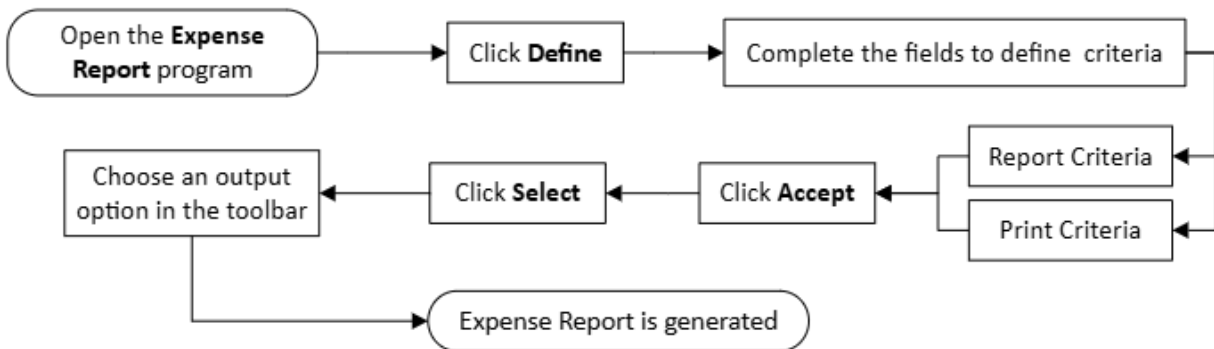 Open the Expense
Report program
Click Define
Complete the fields to define  criteria
Report Criteria
Print Criteria
Click Accept
Click Select
Choose an output
option in the toolbar
Expense Report is generated